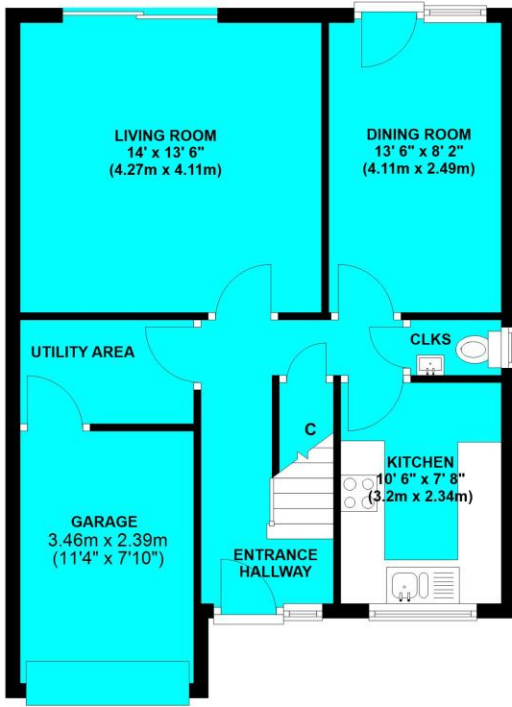 LIVING ROOM
14' x 13' 6"
(4.27m x 4.11m)
DINING ROOM
13' 6" x 8' 2"
(4.11m x 2.49m)
UTILITY AREA
CLKS
C
KITCHEN
10' 6" x 7' 8"
(3.2m x 2.34m)
GARAGE
3.46m x 2.39m
(11'4" x 7'10")
ENTRANCE
HALLWAY